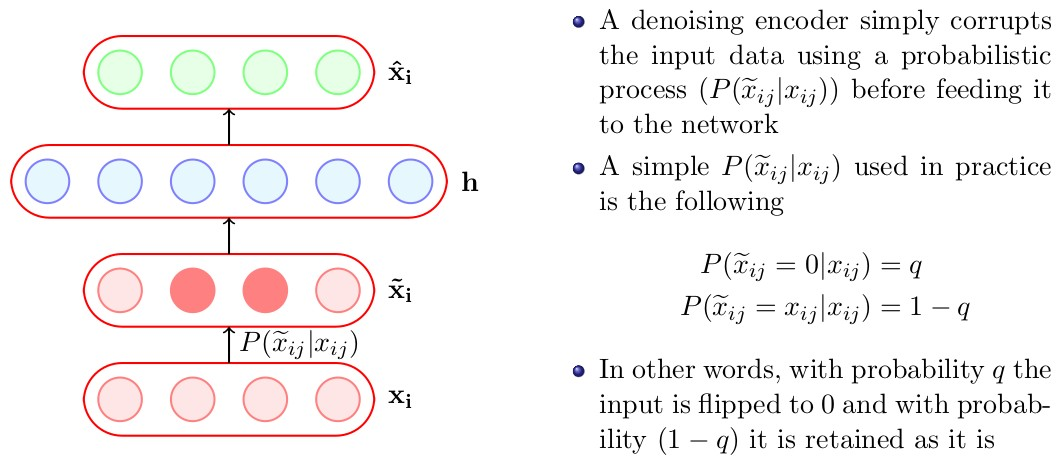 x̂ᵢ
h
x̃ᵢ
P(x̃ᵢⱼ|xᵢⱼ)
xᵢ
A denoising encoder simply corrupts
the input data using a probabilistic
process (P(x̃ᵢⱼ|xᵢⱼ)) before feeding it
to the network
A simple P(x̃ᵢⱼ|xᵢⱼ) used in practice
is the following
P(x̃ᵢⱼ = 0|xᵢⱼ) = q
P(x̃ᵢⱼ = xᵢⱼ|xᵢⱼ) = 1 − q
In other words, with probability q the
input is flipped to 0 and with probab-
ility (1 − q) it is retained as it is